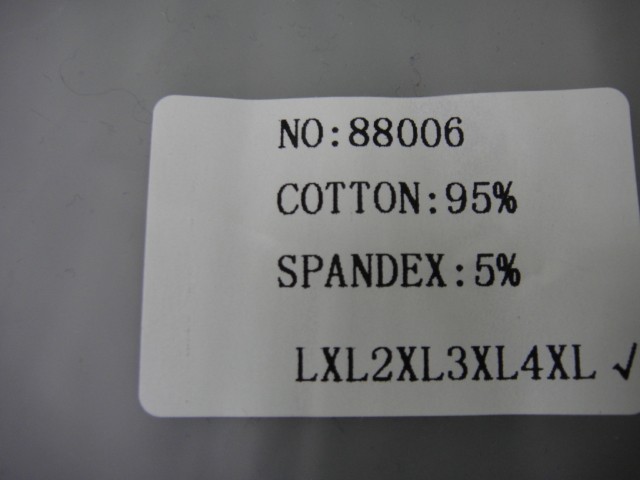 NO:88006
COTTON:95%
SPANDEX:5%
LXL2XL3XL4XL √